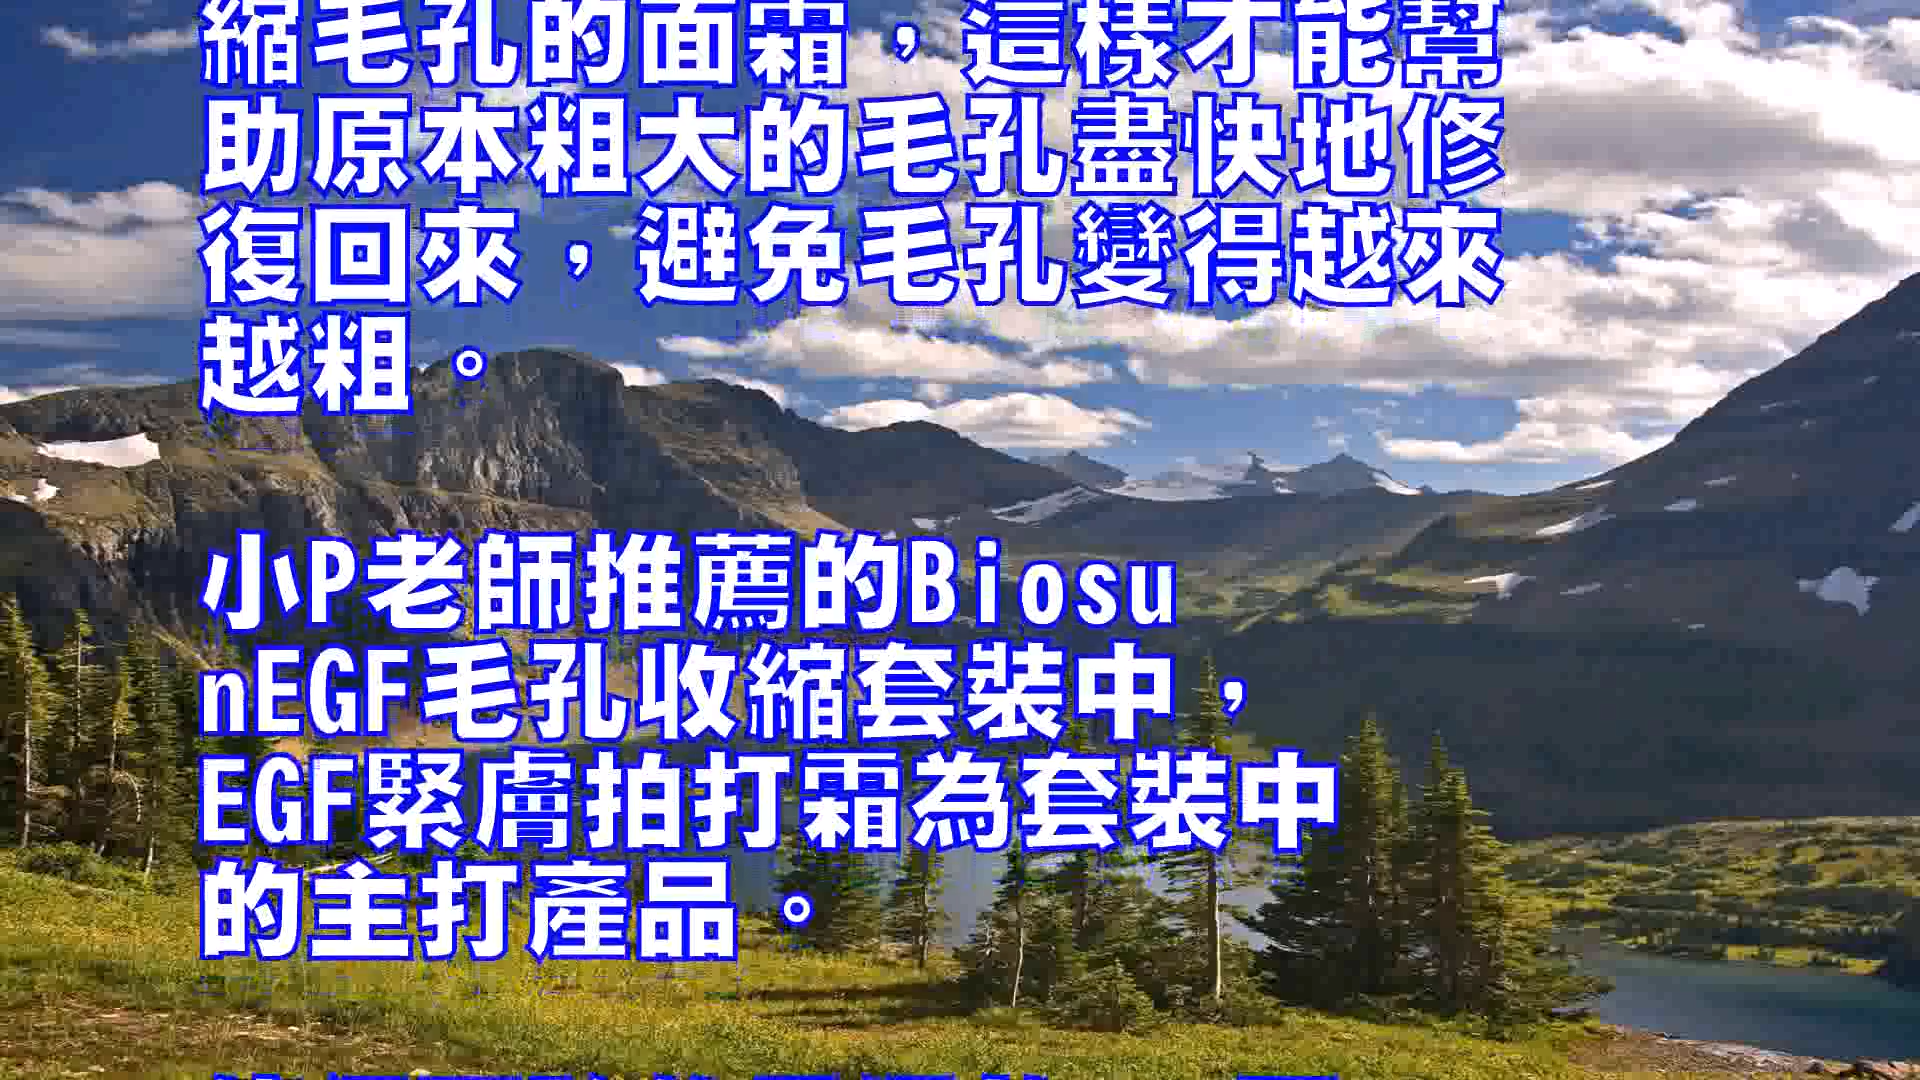 縮毛孔的面霜，這樣才能幫
助原本粗大的毛孔盡快地修
復回來，避免毛孔變得越來
越粗。
小P老師推薦的Biosu
nEGF毛孔收縮套裝中，
EGF緊膚拍打霜為套裝中
的主打產品。